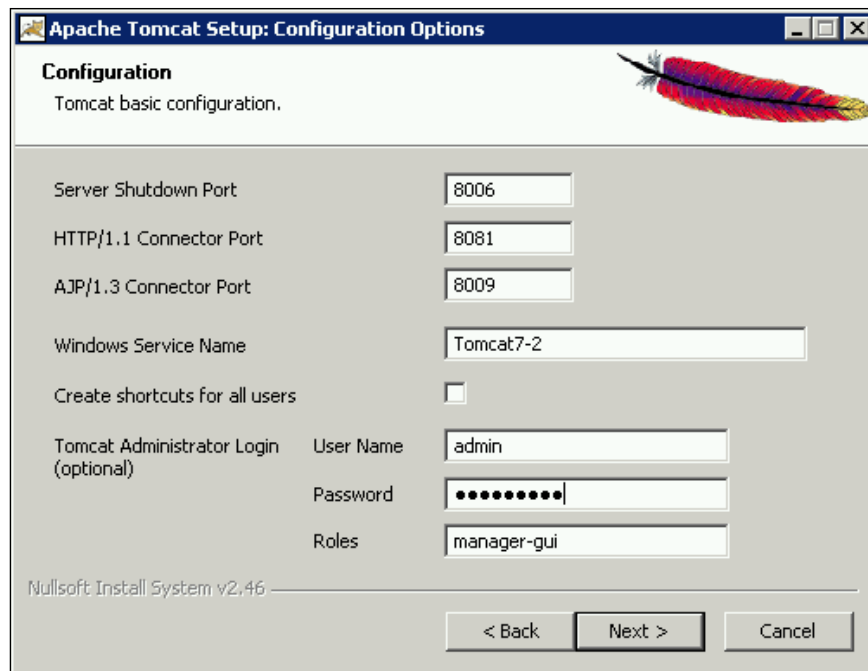 Apache Tomcat Setup: Configuration Options
Configuration
Tomcat basic configuration.
Server Shutdown Port 8006
HTTP/1.1 Connector Port 8081
AJP/1.3 Connector Port 8009
Windows Service Name Tomcat7-2
Create shortcuts for all users
Tomcat Administrator Login
(optional)
User Name admin
Password ●●●●●●●●●
Roles manager-gui
Nullsoft Install System v2.46
< Back Next > Cancel